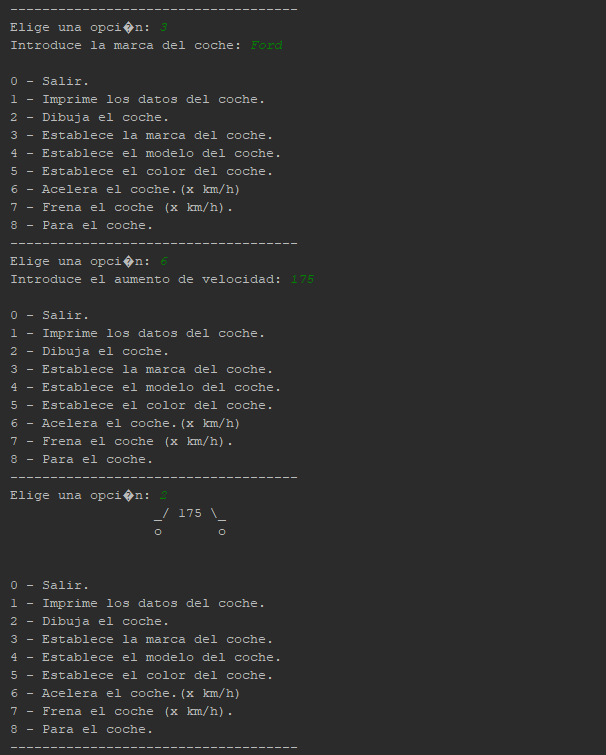 ------------------------------------
Elige una opci�n: 3
Introduce la marca del coche: Ford
0 - Salir.
1 - Imprime los datos del coche.
2 - Dibuja el coche.
3 - Establece la marca del coche.
4 - Establece el modelo del coche.
5 - Establece el color del coche.
6 - Acelera el coche.(x km/h)
7 - Frena el coche (x km/h).
8 - Para el coche.
------------------------------------
Elige una opci�n: 6
Introduce el aumento de velocidad: 175
0 - Salir.
1 - Imprime los datos del coche.
2 - Dibuja el coche.
3 - Establece la marca del coche.
4 - Establece el modelo del coche.
5 - Establece el color del coche.
6 - Acelera el coche.(x km/h)
7 - Frena el coche (x km/h).
8 - Para el coche.
------------------------------------
Elige una opci�n: 2
_/ 175 \_
o       o
0 - Salir.
1 - Imprime los datos del coche.
2 - Dibuja el coche.
3 - Establece la marca del coche.
4 - Establece el modelo del coche.
5 - Establece el color del coche.
6 - Acelera el coche.(x km/h)
7 - Frena el coche (x km/h).
8 - Para el coche.
------------------------------------